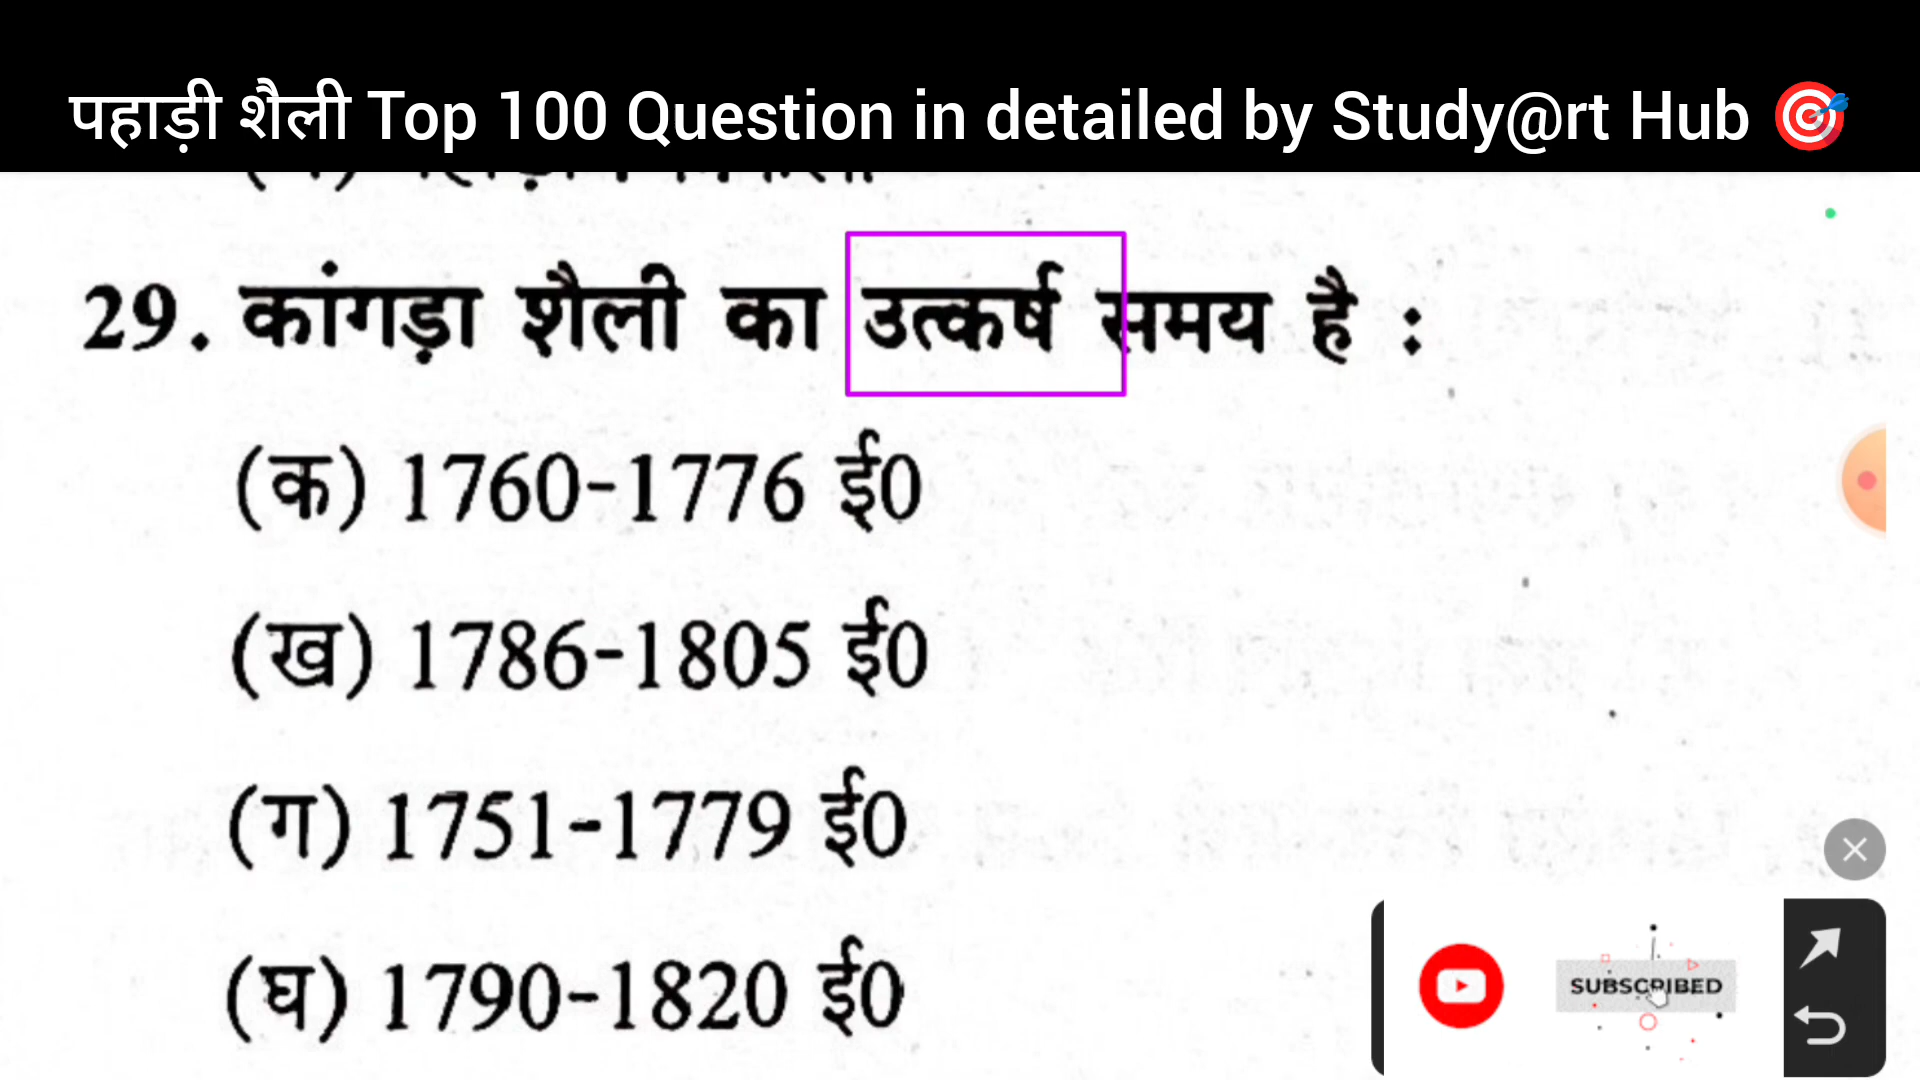 पहाड़ी शैली Top 100 Question in detailed by Study@rt Hub 🎯
29. कांगड़ा शैली का उत्कर्ष समय है :
(क) 1760-1776 ई0
(ख) 1786-1805 ई0
(ग) 1751-1779 ई0
(घ) 1790-1820 ई0
SUBSCRIBED